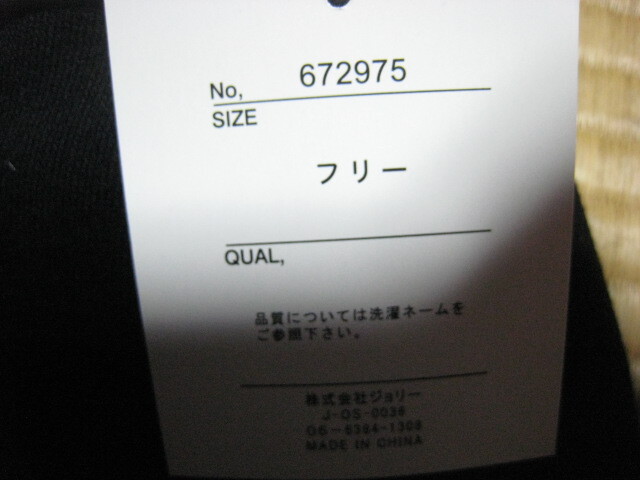 No, 672975
SIZE
フリー
QUAL,
品質については洗濯ネームを
ご参照下さい。
株式会社ジョリー
J-OS-0038
06-6384-1308
MADE IN CHINA